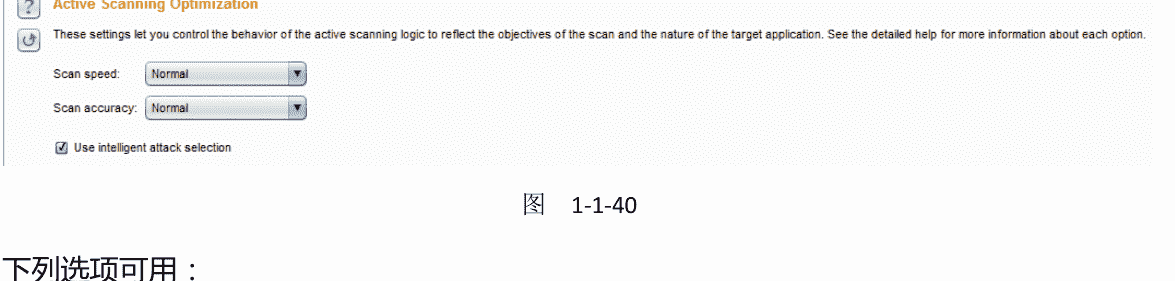 Active Scanning Optimization
These settings let you control the behavior of the active scanning logic to reflect the objectives of the scan and the nature of the target application. See the detailed help for more information about each option.
Scan speed: Normal
Scan accuracy: Normal
Use intelligent attack selection
图 1-1-40
下列选项可用：